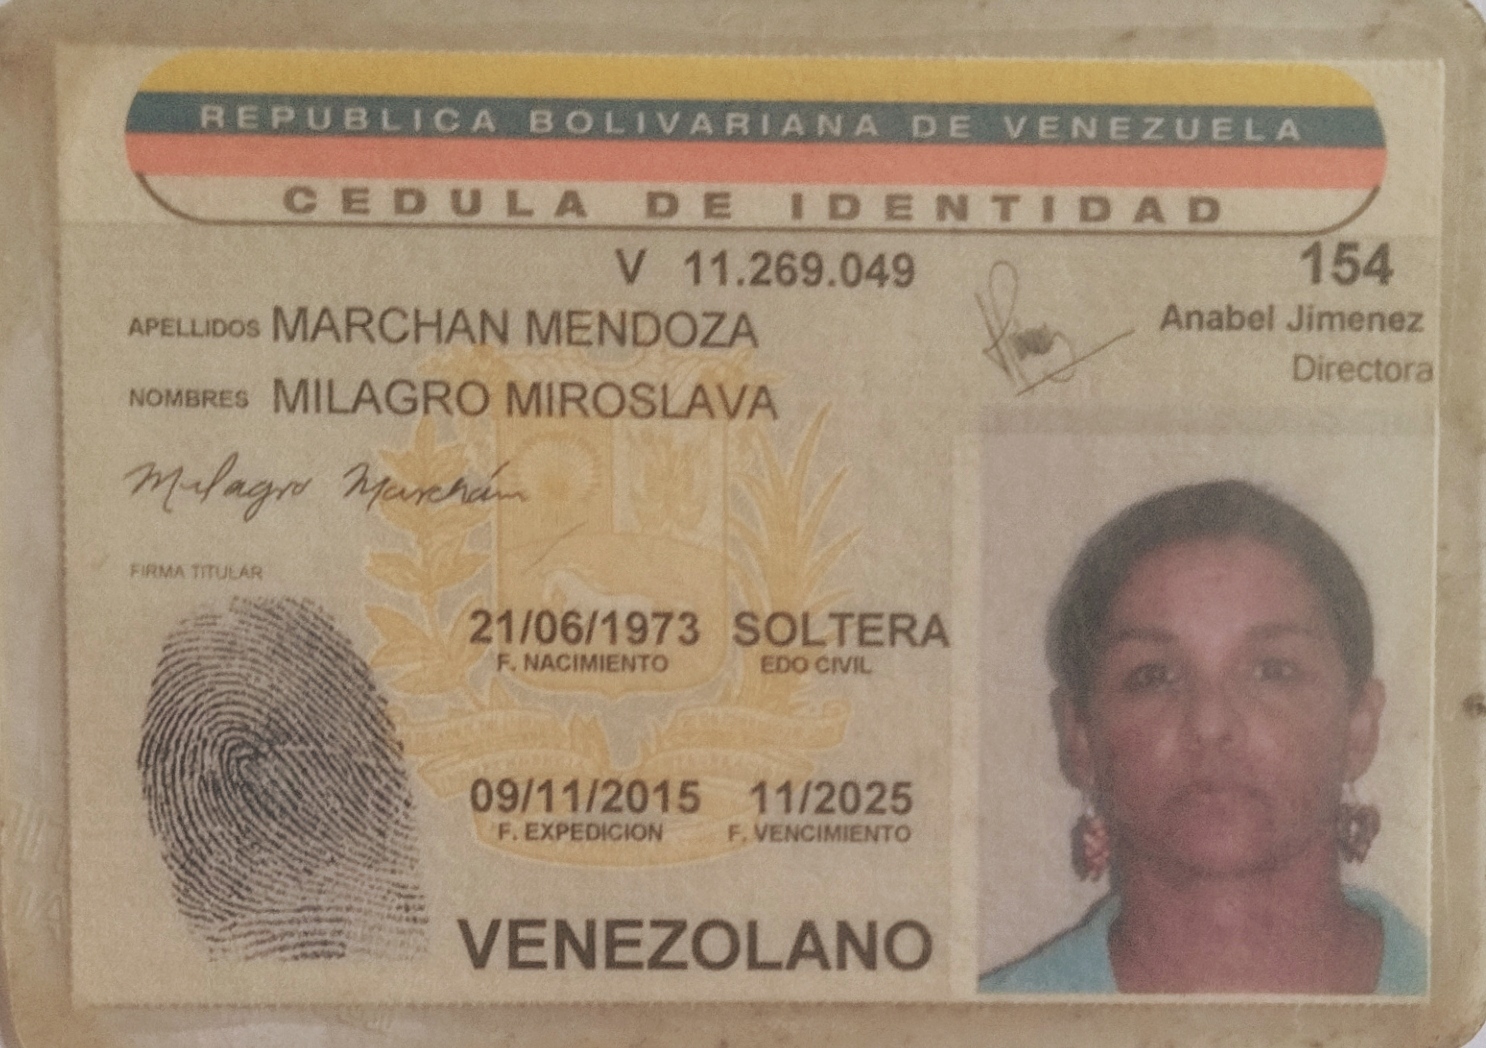 REPUBLICA BOLIVARIANA DE VENEZUELA
CEDULA DE IDENTIDAD
V 11.269.049
154
APELLIDOS MARCHAN MENDOZA
Anabel Jimenez
Directora
NOMBRES MILAGRO MIROSLAVA
Milagro Marchán
FIRMA TITULAR
21/06/1973 SOLTERA
F. NACIMIENTO EDO CIVIL
09/11/2015 11/2025
F. EXPEDICION F. VENCIMIENTO
VENEZOLANO